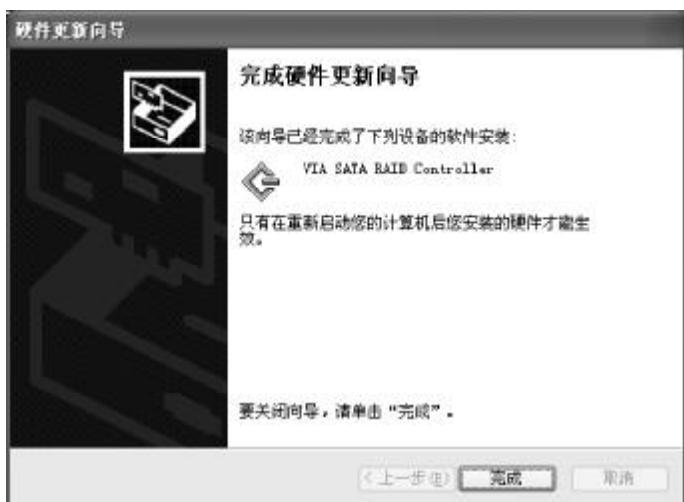 硬件更新向导
完成硬件更新向导
该向导已经完成了下列设备的软件安装:
VIA SATA RAID Controller
只有在重新启动您的计算机后您安装的硬件才能生
效。
要关闭向导,请单击“完成”。
<上一步(B)
完成
取消